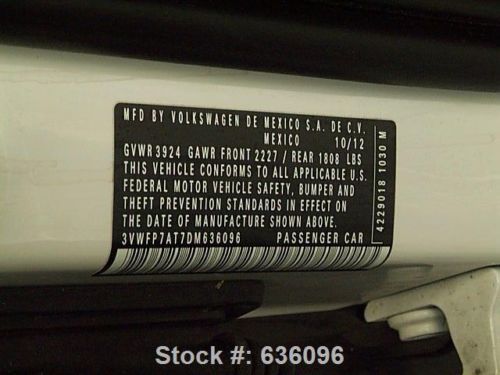 MFD BY VOLKSWAGEN DE MEXICO S.A. DE C.V.
MEXICO 10/12
GVWR 3924 GAWR FRONT 2227 / REAR 1808 LBS
THIS VEHICLE CONFORMS TO ALL APPLICABLE U.S.
FEDERAL MOTOR VEHICLE SAFETY, BUMPER AND
THEFT PREVENTION STANDARDS IN EFFECT ON
THE DATE OF MANUFACTURE SHOWN ABOVE.
3VWFP7AT7DM636096 PASSENGER CAR
4229018 1030 M
Stock #: 636096